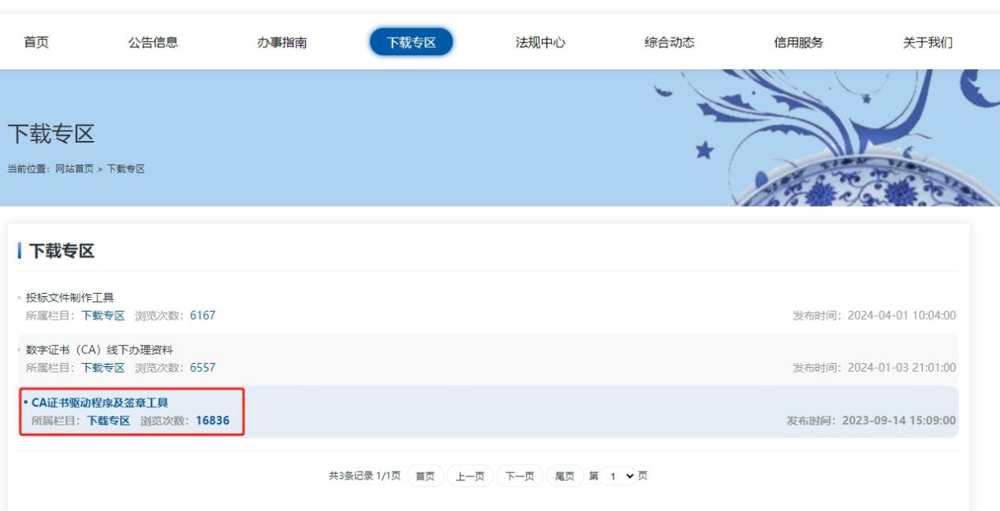 首页 公告信息 办事指南 下载专区 法规中心 综合动态 信用服务 关于我们
下载专区
当前位置：网站首页 > 下载专区
下载专区
投标文件制作工具
所属栏目：下载专区 浏览次数：6167 发布时间：2024-04-01 10:04:00
数字证书（CA）线下办理资料
所属栏目：下载专区 浏览次数：6557 发布时间：2024-01-03 21:01:00
CA证书驱动程序及签章工具
所属栏目：下载专区 浏览次数：16836 发布时间：2023-09-14 15:09:00
共3条记录 1/1页 首页 上一页 下一页 尾页 第 1 页